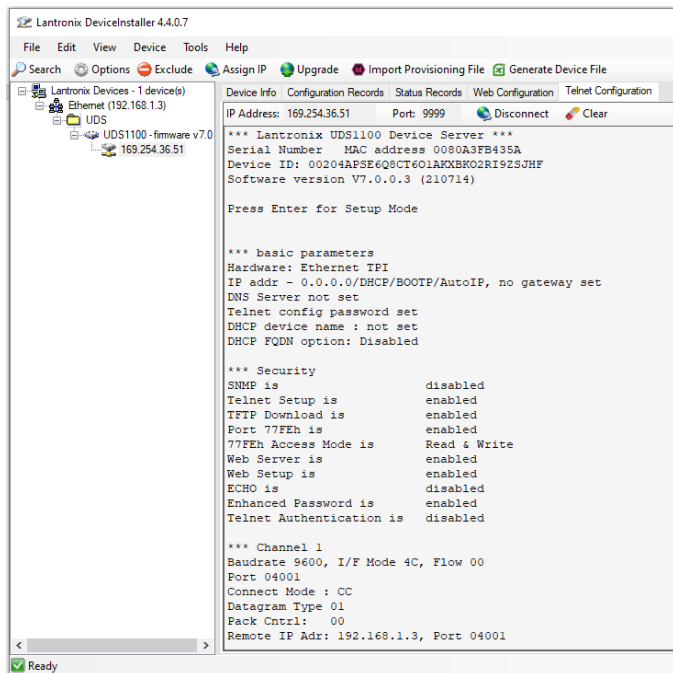 Lantronix DeviceInstaller 4.4.0.7
File Edit View Device Tools Help
Search Options Exclude Assign IP Upgrade Import Provisioning File Generate Device File
Lantronix Devices - 1 device(s)
Ethernet (192.168.1.3)
UDS
UDS1100 - firmware v7.0
169.254.36.51
Device Info Configuration Records Status Records Web Configuration Telnet Configuration
IP Address: 169.254.36.51 Port: 9999 Disconnect Clear
*** Lantronix UDS1100 Device Server ***
Serial Number MAC address 0080A3FB435A
Device ID: 00204APSE6Q8CT6O1AKXBKO2RI9ZSJHF
Software version V7.0.0.3 (210714)
Press Enter for Setup Mode
*** basic parameters
Hardware: Ethernet TPI
IP addr - 0.0.0.0/DHCP/BOOTP/AutoIP, no gateway set
DNS Server not set
Telnet config password set
DHCP device name : not set
DHCP FQDN option: Disabled
*** Security
SNMP is disabled
Telnet Setup is enabled
TFTP Download is enabled
Port 77FEh is enabled
77FEh Access Mode is Read & Write
Web Server is enabled
Web Setup is enabled
ECHO is disabled
Enhanced Password is enabled
Telnet Authentication is disabled
*** Channel 1
Baudrate 9600, I/F Mode 4C, Flow 00
Port 04001
Connect Mode : CC
Datagram Type 01
Pack Cntrl: 00
Remote IP Adr: 192.168.1.3, Port 04001
Ready